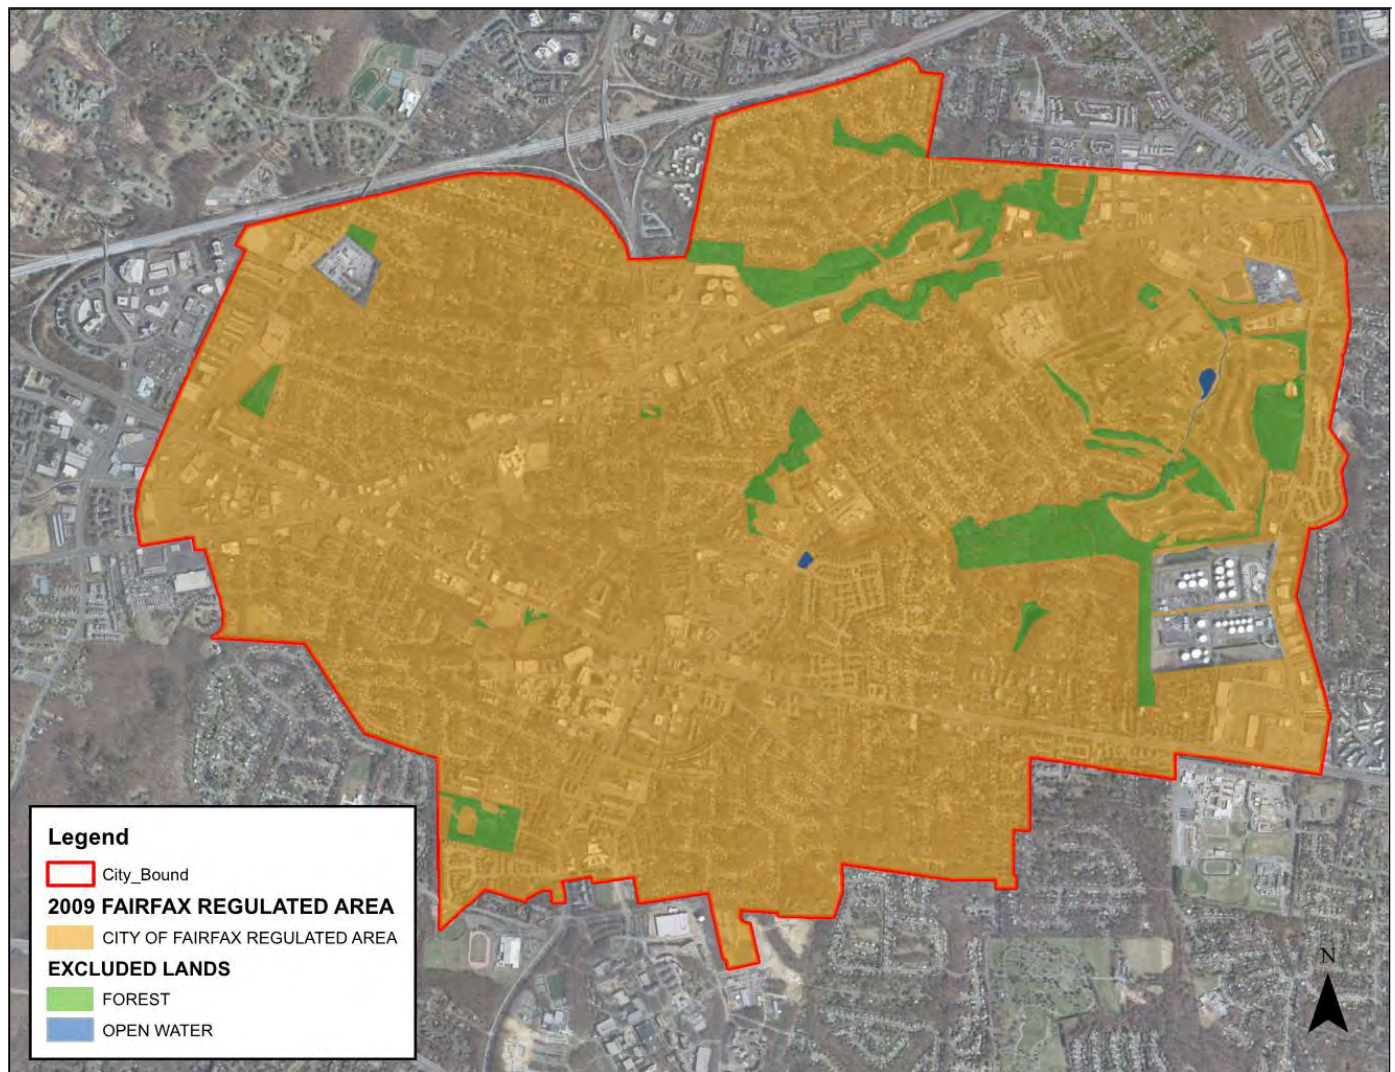 Legend
City_Bound
2009 FAIRFAX REGULATED AREA
CITY OF FAIRFAX REGULATED AREA
EXCLUDED LANDS
FOREST
OPEN WATER
N